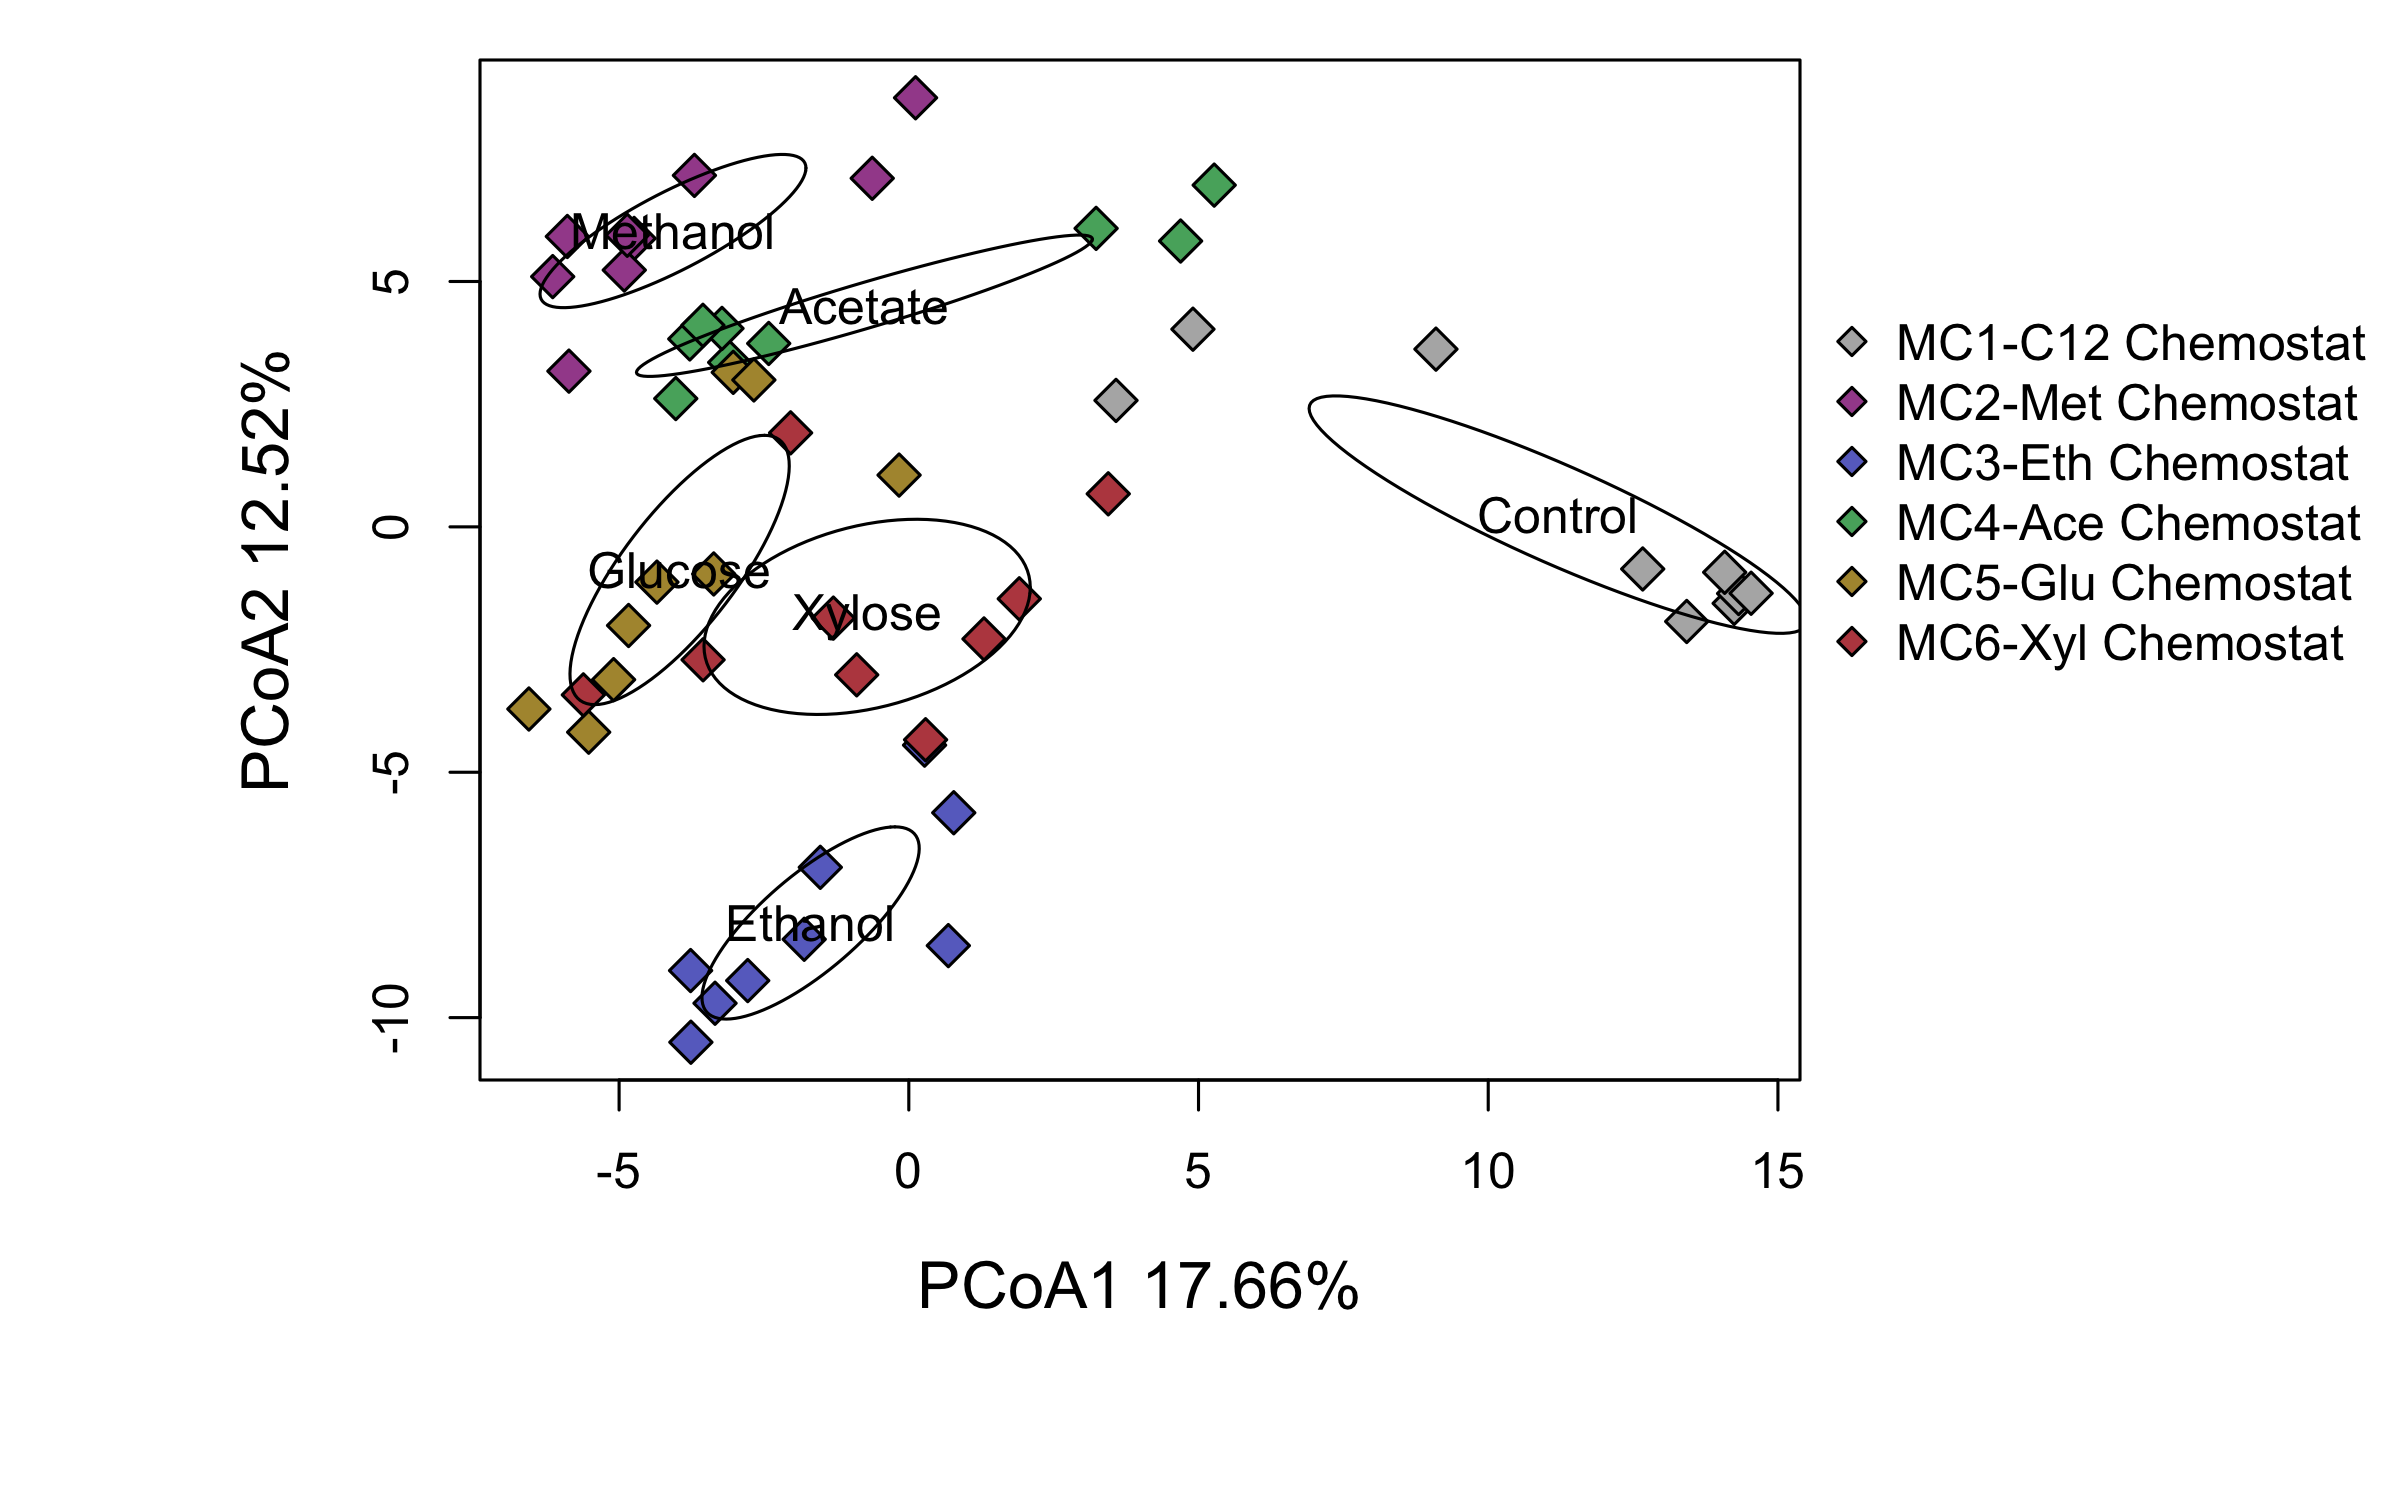 PCoA2 12.52%
5
0
-5
-10
Methanol
Acetate
Control
Glucose
Xylose
Ethanol
MC1-C12 Chemostat
MC2-Met Chemostat
MC3-Eth Chemostat
MC4-Ace Chemostat
MC5-Glu Chemostat
MC6-Xyl Chemostat
-5 0 5 10 15
PCoA1 17.66%